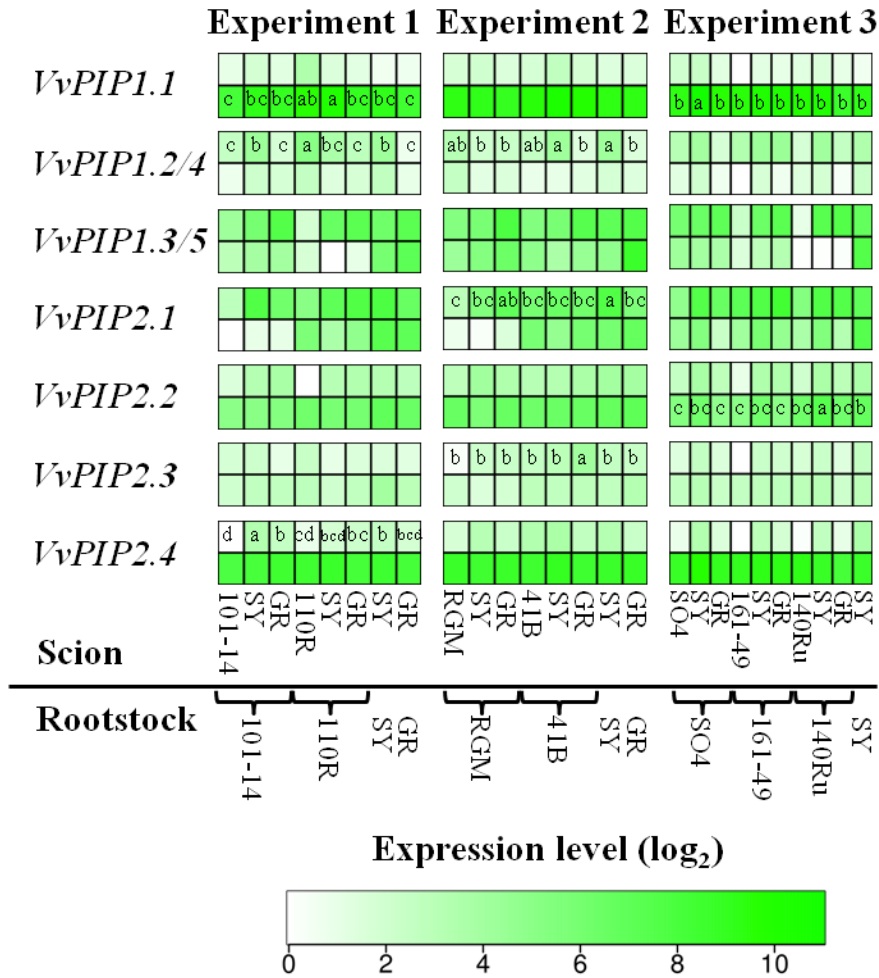 Experiment 1 Experiment 2 Experiment 3
VvPIP1.1
c bc bc ab a bc bc c b a b b b b b b b b
VvPIP1.2/4
c b c a bc c b c ab b b ab a b a b
VvPIP1.3/5
VvPIP2.1
c bc ab bc bc bc a bc
VvPIP2.2
c bc c c bc c bc a bc b
VvPIP2.3
b b b b b a b b
VvPIP2.4
d a b cd bcd bc b bcd
101-14 SY GR 110R SY GR SY GR RGM SY GR 41B SY GR SY GR SO4 SY GR 161-49 SY GR 140Ru SY GR SY
Scion
Rootstock
101-14 110R SY GR RGM 41B SY GR SO4 161-49 140Ru SY
Expression level (log2)
0 2 4 6 8 10